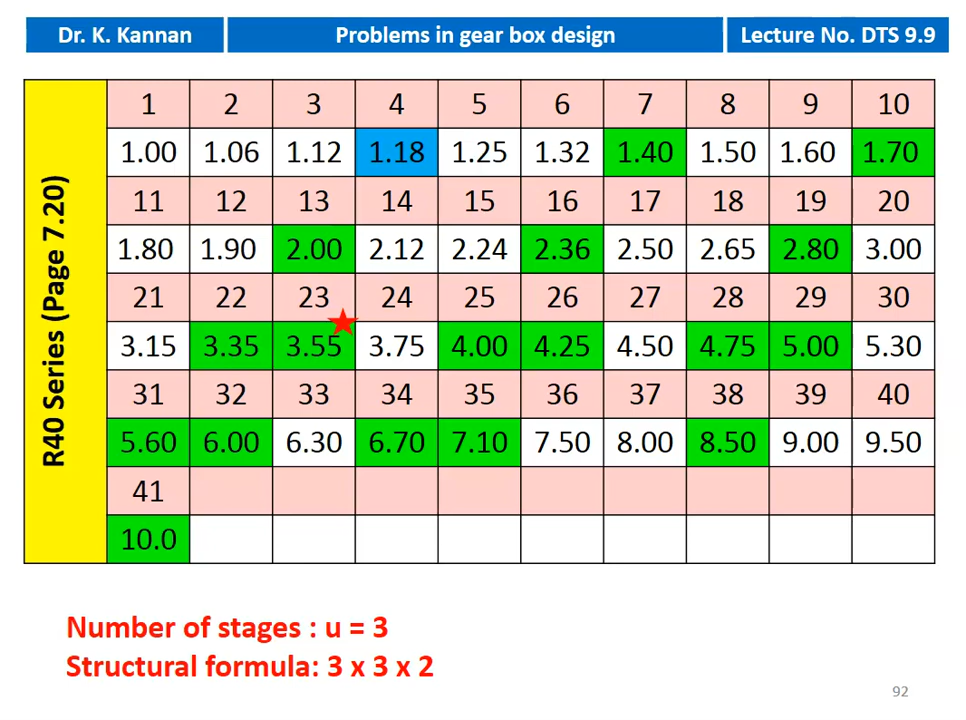 Dr. K. Kannan Problems in gear box design Lecture No. DTS 9.9
R40 Series (Page 7.20)
1 2 3 4 5 6 7 8 9 10
1.00 1.06 1.12 1.18 1.25 1.32 1.40 1.50 1.60 1.70
11 12 13 14 15 16 17 18 19 20
1.80 1.90 2.00 2.12 2.24 2.36 2.50 2.65 2.80 3.00
21 22 23 24 25 26 27 28 29 30
3.15 3.35 3.55 3.75 4.00 4.25 4.50 4.75 5.00 5.30
31 32 33 34 35 36 37 38 39 40
5.60 6.00 6.30 6.70 7.10 7.50 8.00 8.50 9.00 9.50
41
10.0
Number of stages : u = 3
Structural formula: 3 x 3 x 2
92